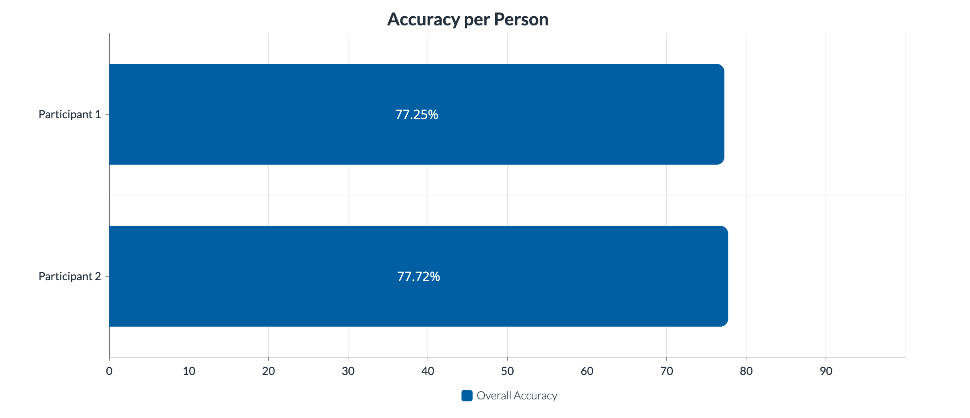 Accuracy per Person
Participant 1
77.25%
Participant 2
77.72%
0 10 20 30 40 50 60 70 80 90
Overall Accuracy